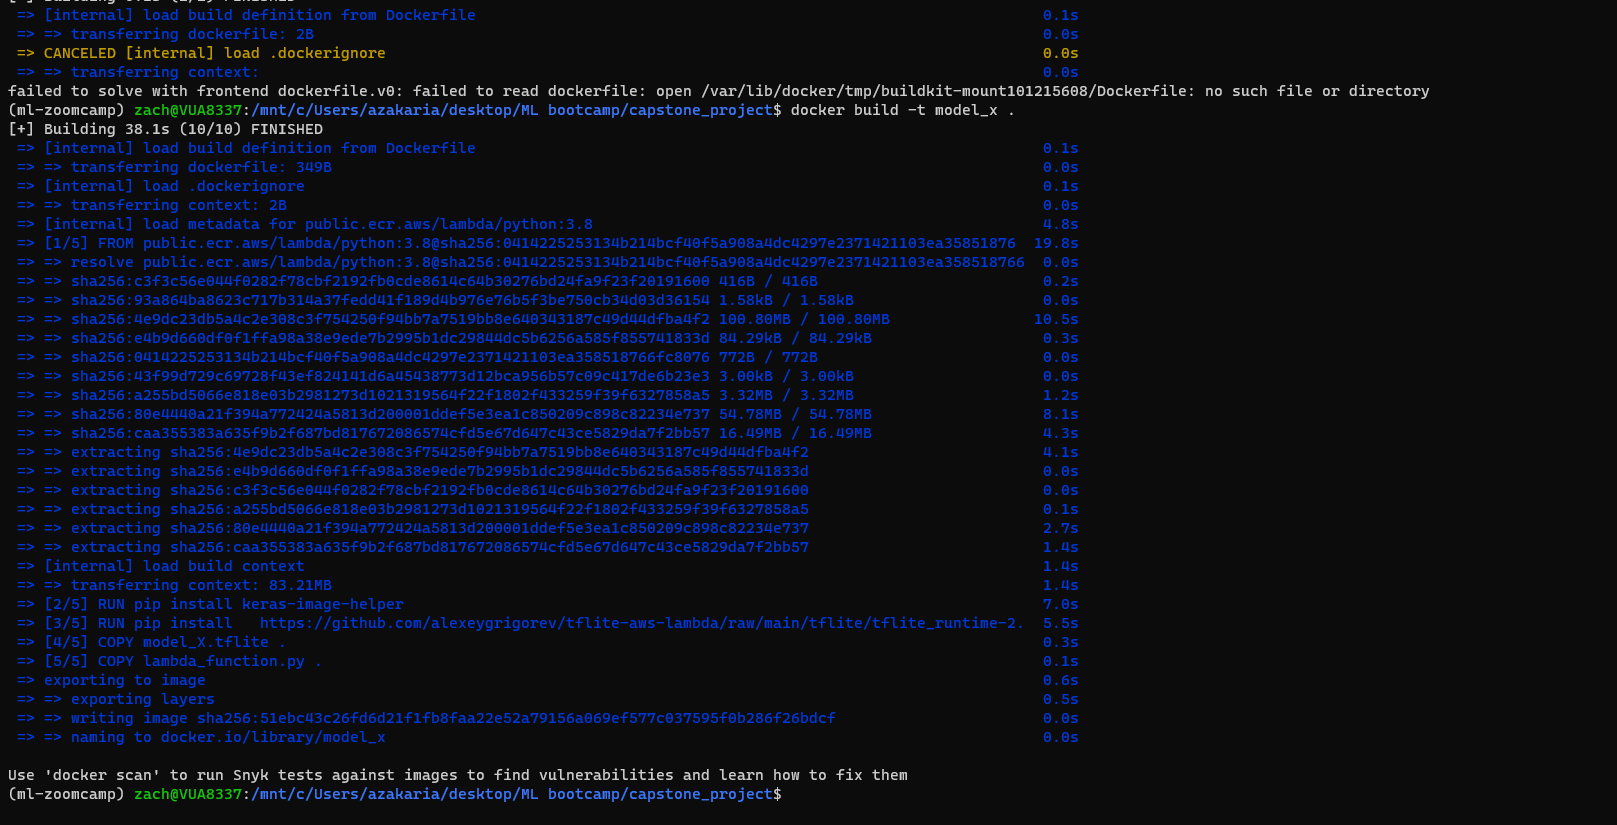 => [internal] load build definition from Dockerfile 0.1s
=> => transferring dockerfile: 2B 0.0s
=> CANCELED [internal] load .dockerignore 0.0s
=> => transferring context: 0.0s
failed to solve with frontend dockerfile.v0: failed to read dockerfile: open /var/lib/docker/tmp/buildkit-mount101215608/Dockerfile: no such file or directory
(ml-zoomcamp) zach@VUA8337:/mnt/c/Users/azakaria/desktop/ML bootcamp/capstone_project$ docker build -t model_x .
[+] Building 38.1s (10/10) FINISHED
=> [internal] load build definition from Dockerfile 0.1s
=> => transferring dockerfile: 349B 0.0s
=> [internal] load .dockerignore 0.1s
=> => transferring context: 2B 0.0s
=> [internal] load metadata for public.ecr.aws/lambda/python:3.8 4.8s
=> [1/5] FROM public.ecr.aws/lambda/python:3.8@sha256:0414225253134b214bcf40f5a908a4dc4297e2371421103ea35851876 19.8s
=> => resolve public.ecr.aws/lambda/python:3.8@sha256:0414225253134b214bcf40f5a908a4dc4297e2371421103ea358518766 0.0s
=> => sha256:c3f3c56e044f0282f78cbf2192fb0cde8614c64b30276bd24fa9f23f20191600 416B / 416B 0.2s
=> => sha256:93a864ba8623c717b314a37fedd41f189d4b976e76b5f3be750cb34d03d36154 1.58kB / 1.58kB 0.0s
=> => sha256:4e9dc23db5a4c2e308c3f754250f94bb7a7519bb8e640343187c49d44dfba4f2 100.80MB / 100.80MB 10.5s
=> => sha256:e4b9d660df0f1ffa98a38e9ede7b2995b1dc29844dc5b6256a585f855741833d 84.29kB / 84.29kB 0.3s
=> => sha256:0414225253134b214bcf40f5a908a4dc4297e2371421103ea358518766fc8076 772B / 772B 0.0s
=> => sha256:43f99d729c69728f43ef824141d6a45438773d12bca956b57c09c417de6b23e3 3.00kB / 3.00kB 0.0s
=> => sha256:a255bd5066e818e03b2981273d1021319564f22f1802f433259f39f6327858a5 3.32MB / 3.32MB 1.2s
=> => sha256:80e4440a21f394a772424a5813d200001ddef5e3ea1c850209c898c82234e737 54.78MB / 54.78MB 8.1s
=> => sha256:caa355383a635f9b2f687bd817672086574cfd5e67d647c43ce5829da7f2bb57 16.49MB / 16.49MB 4.3s
=> => extracting sha256:4e9dc23db5a4c2e308c3f754250f94bb7a7519bb8e640343187c49d44dfba4f2 4.1s
=> => extracting sha256:e4b9d660df0f1ffa98a38e9ede7b2995b1dc29844dc5b6256a585f855741833d 0.0s
=> => extracting sha256:c3f3c56e044f0282f78cbf2192fb0cde8614c64b30276bd24fa9f23f20191600 0.0s
=> => extracting sha256:a255bd5066e818e03b2981273d1021319564f22f1802f433259f39f6327858a5 0.1s
=> => extracting sha256:80e4440a21f394a772424a5813d200001ddef5e3ea1c850209c898c82234e737 2.7s
=> => extracting sha256:caa355383a635f9b2f687bd817672086574cfd5e67d647c43ce5829da7f2bb57 1.4s
=> [internal] load build context 1.4s
=> => transferring context: 83.21MB 1.4s
=> [2/5] RUN pip install keras-image-helper 7.0s
=> [3/5] RUN pip install   https://github.com/alexeygrigorev/tflite-aws-lambda/raw/main/tflite/tflite_runtime-2. 5.5s
=> [4/5] COPY model_X.tflite . 0.3s
=> [5/5] COPY lambda_function.py . 0.1s
=> exporting to image 0.6s
=> => exporting layers 0.5s
=> => writing image sha256:51ebc43c26fd6d21f1fb8faa22e52a79156a069ef577c037595f0b286f26bdcf 0.0s
=> => naming to docker.io/library/model_x 0.0s
Use 'docker scan' to run Snyk tests against images to find vulnerabilities and learn how to fix them
(ml-zoomcamp) zach@VUA8337:/mnt/c/Users/azakaria/desktop/ML bootcamp/capstone_project$